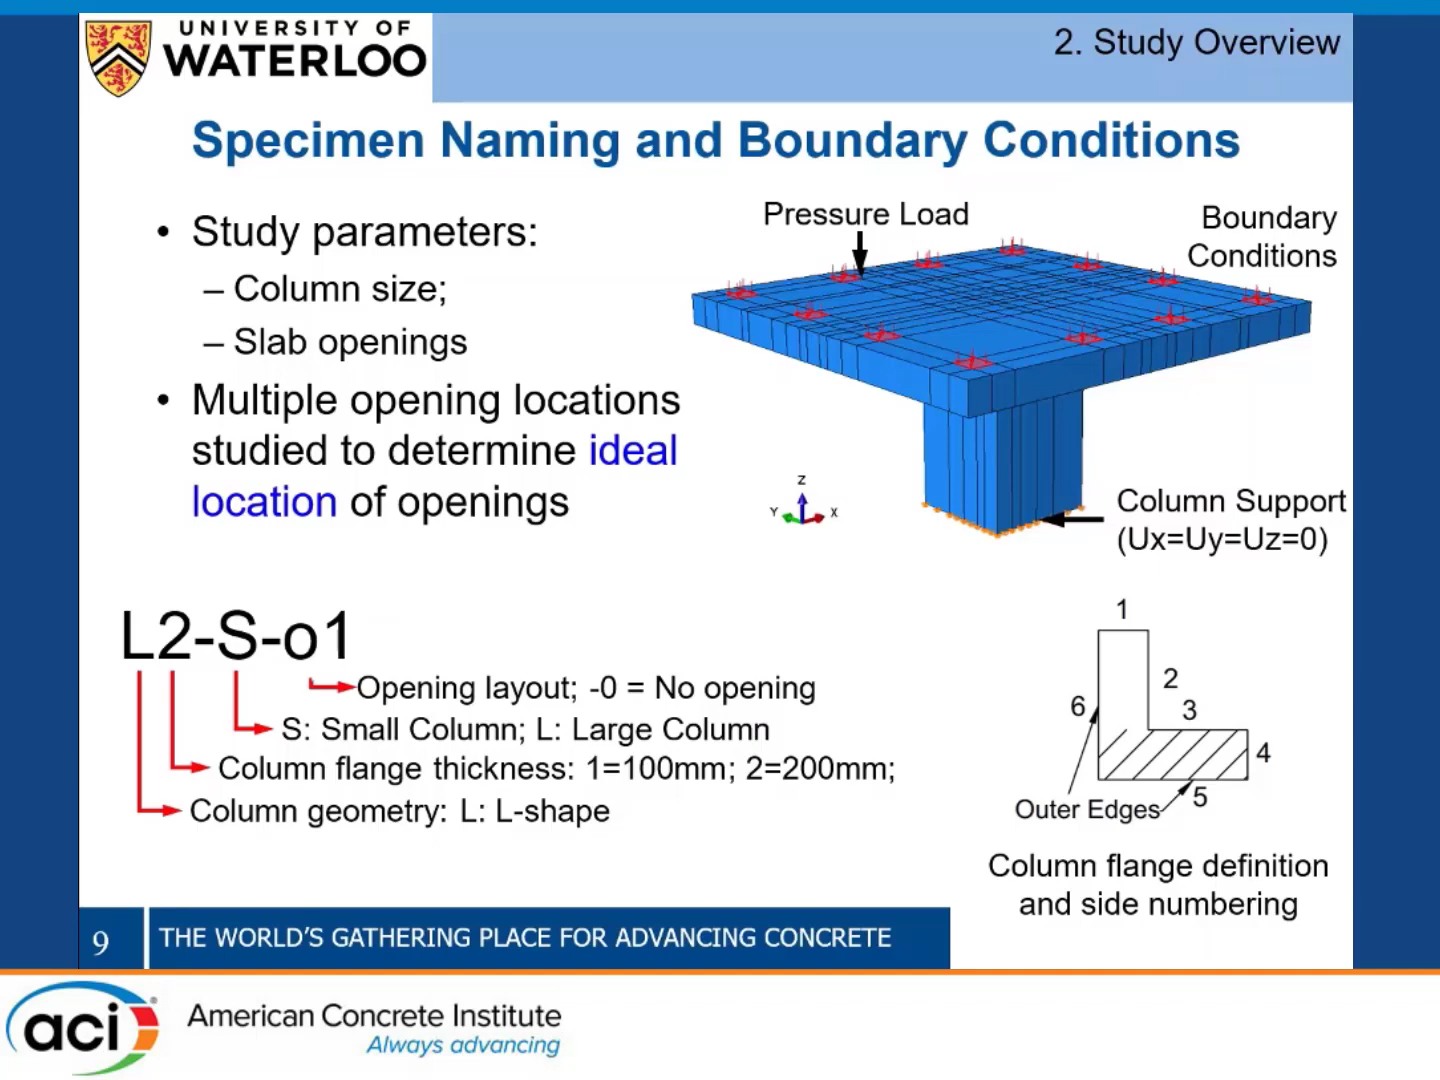 UNIVERSITY OF
WATERLOO
2. Study Overview
Specimen Naming and Boundary Conditions
• Study parameters:
– Column size;
– Slab openings
• Multiple opening locations
studied to determine ideal
location of openings
Pressure Load
Boundary
Conditions
Z
Y
X
Column Support
(Ux=Uy=Uz=0)
L2-S-o1
Opening layout; -0 = No opening
S: Small Column; L: Large Column
Column flange thickness: 1=100mm; 2=200mm;
Column geometry: L: L-shape
1
2
3
6
4
5
Outer Edges
Column flange definition
and side numbering
9
THE WORLD'S GATHERING PLACE FOR ADVANCING CONCRETE
aci
American Concrete Institute
Always advancing